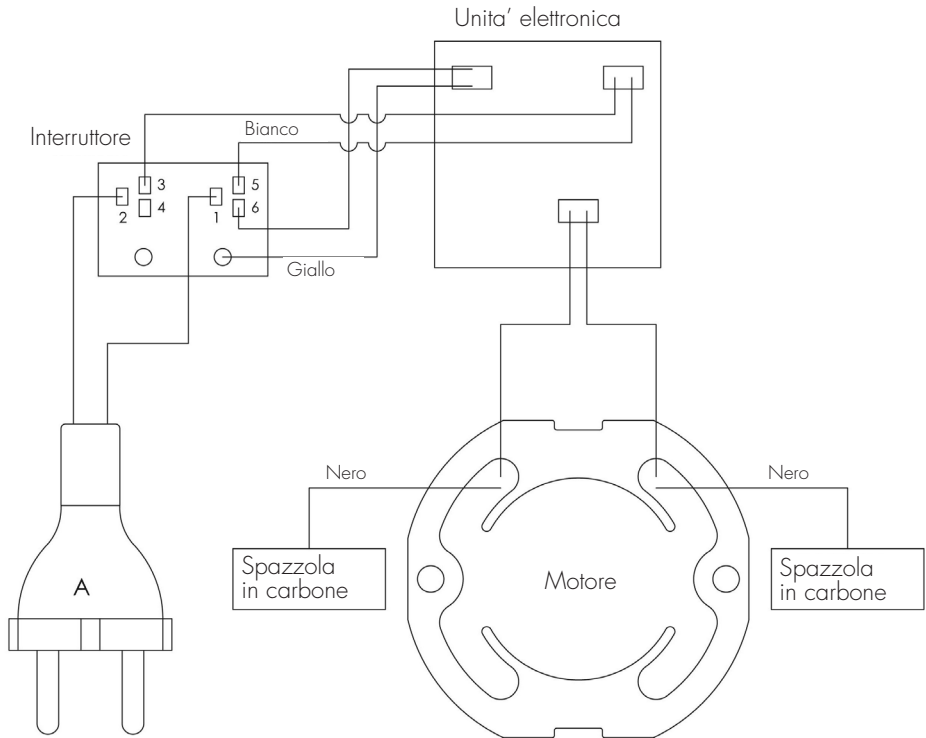 Unita' elettronica
Bianco
Interruttore
3
5
2
4
1
6
Giallo
Nero
Nero
A
Spazzola
in carbone
Motore
Spazzola
in carbone